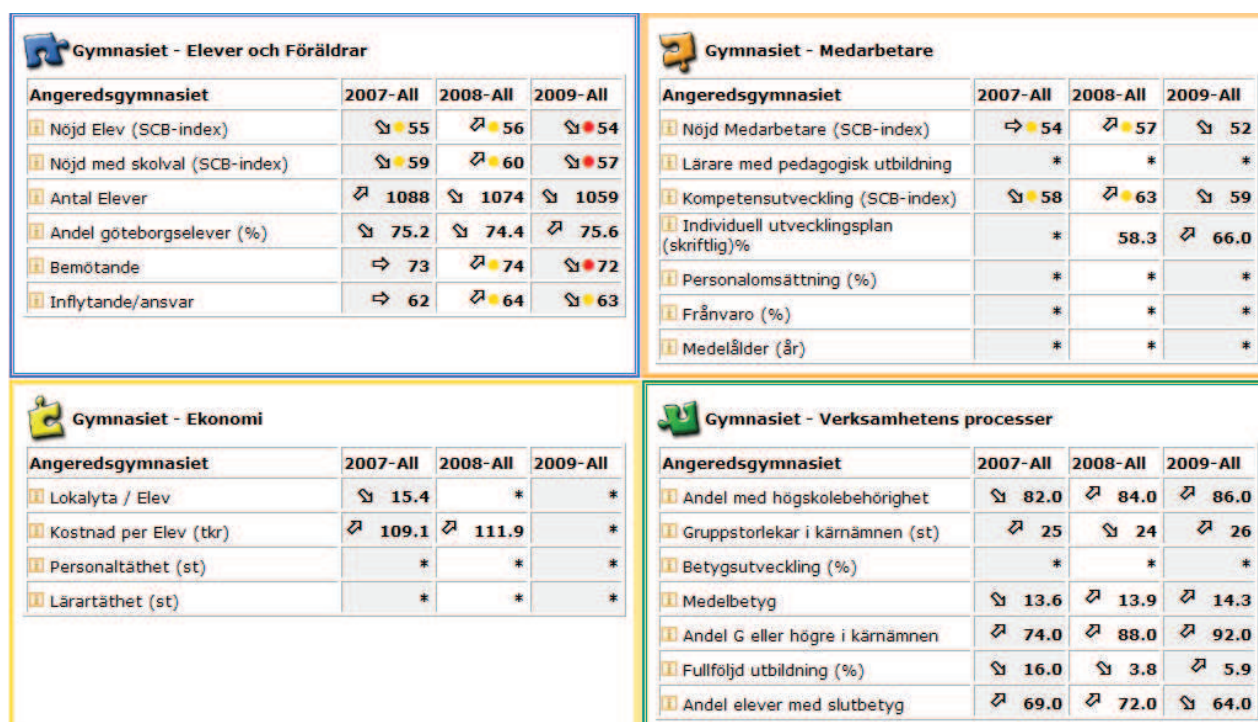 Gymnasiet - Elever och Föräldrar
Angeredsgymnasiet 2007-All 2008-All 2009-All
Nöjd Elev (SCB-index) 55 56 54
Nöjd med skolval (SCB-index) 59 60 57
Antal Elever 1088 1074 1059
Andel göteborgselever (%) 75.2 74.4 75.6
Bemötande 73 74 72
Inflytande/ansvar 62 64 63
Gymnasiet - Medarbetare
Angeredsgymnasiet 2007-All 2008-All 2009-All
Nöjd Medarbetare (SCB-index) 54 57 52
Lärare med pedagogisk utbildning * * *
Kompetensutveckling (SCB-index) 58 63 59
Individuell utvecklingsplan
(skriftlig)% * 58.3 66.0
Personalomsättning (%) * * *
Frånvaro (%) * * *
Medelålder (år) * * *
Gymnasiet - Ekonomi
Angeredsgymnasiet 2007-All 2008-All 2009-All
Lokalyta / Elev 15.4 * *
Kostnad per Elev (tkr) 109.1 111.9 *
Personaltäthet (st) * * *
Lärartäthet (st) * * *
Gymnasiet - Verksamhetens processer
Angeredsgymnasiet 2007-All 2008-All 2009-All
Andel med högskolebehörighet 82.0 84.0 86.0
Gruppstorlekar i kärnämnen (st) 25 24 26
Betygsutveckling (%) * * *
Medelbetyg 13.6 13.9 14.3
Andel G eller högre i kärnämnen 74.0 88.0 92.0
Fullföljd utbildning (%) 16.0 3.8 5.9
Andel elever med slutbetyg 69.0 72.0 64.0